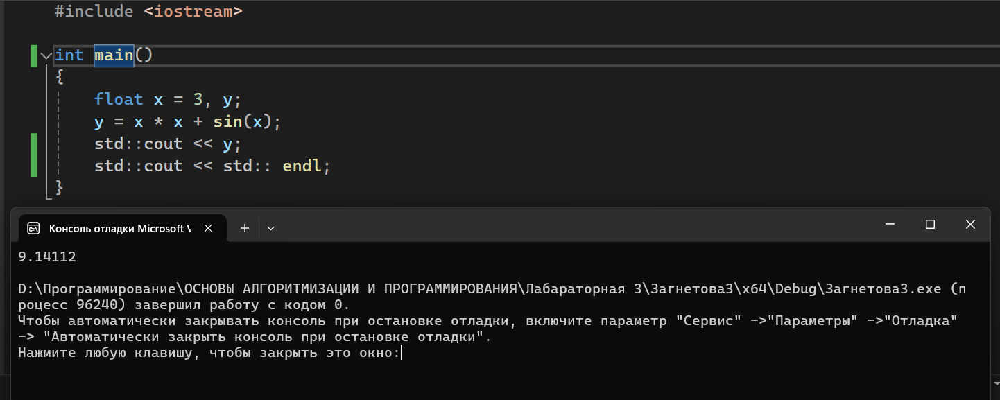 #include <iostream>
int main()
{
float x = 3, y;
y = x * x + sin(x);
std::cout << y;
std::cout << std:: endl;
}
Консоль отладки Microsoft V
9.14112
D:\Программирование\ОСНОВЫ АЛГОРИТМИЗАЦИИ И ПРОГРАММИРОВАНИЯ\Лабараторная 3\Загнетова3\x64\Debug\Загнетова3.exe (п
роцесс 96240) завершил работу с кодом 0.
Чтобы автоматически закрывать консоль при остановке отладки, включите параметр "Сервис" ->"Параметры" ->"Отладка"
-> "Автоматически закрыть консоль при остановке отладки".
Нажмите любую клавишу, чтобы закрыть это окно: